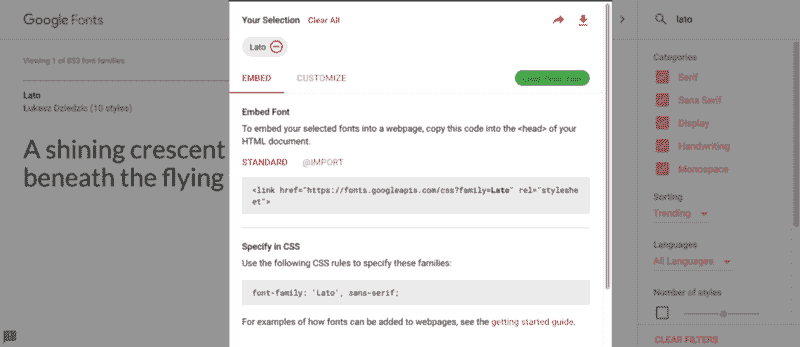 Google Fonts
Viewing 1 of 853 font families
Lato
Łukasz Dziedzic (10 styles)
A shining crescent
beneath the flying
Your Selection Clear All
Lato
EMBED CUSTOMIZE
Embed Font
To embed your selected fonts into a webpage, copy this code into the <head> of your
HTML document.
STANDARD @IMPORT
<link href="https://fonts.googleapis.com/css?family=Lato" rel="styleshe
et">
Specify in CSS
Use the following CSS rules to specify these families:
font-family: 'Lato', sans-serif;
For examples of how fonts can be added to webpages, see the getting started guide.
lato
Categories
Serif
Sans Serif
Display
Handwriting
Monospace
Sorting
Trending
Languages
All Languages
Number of styles
CLEAR FILTERS